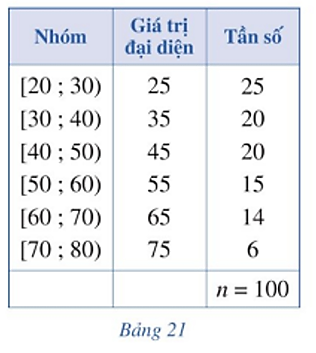 Nhóm Giá trị đại diện Tần số
[20 ; 30) 25 25
[30 ; 40) 35 20
[40 ; 50) 45 20
[50 ; 60) 55 15
[60 ; 70) 65 14
[70 ; 80) 75 6
n = 100
Bảng 21